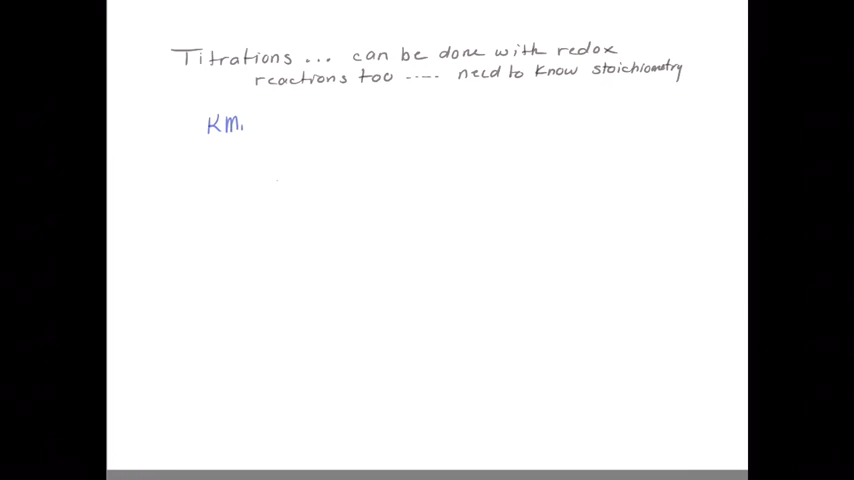 Titrations ... can be done with redox
reactions too ..... need to know stoichiometry
KM